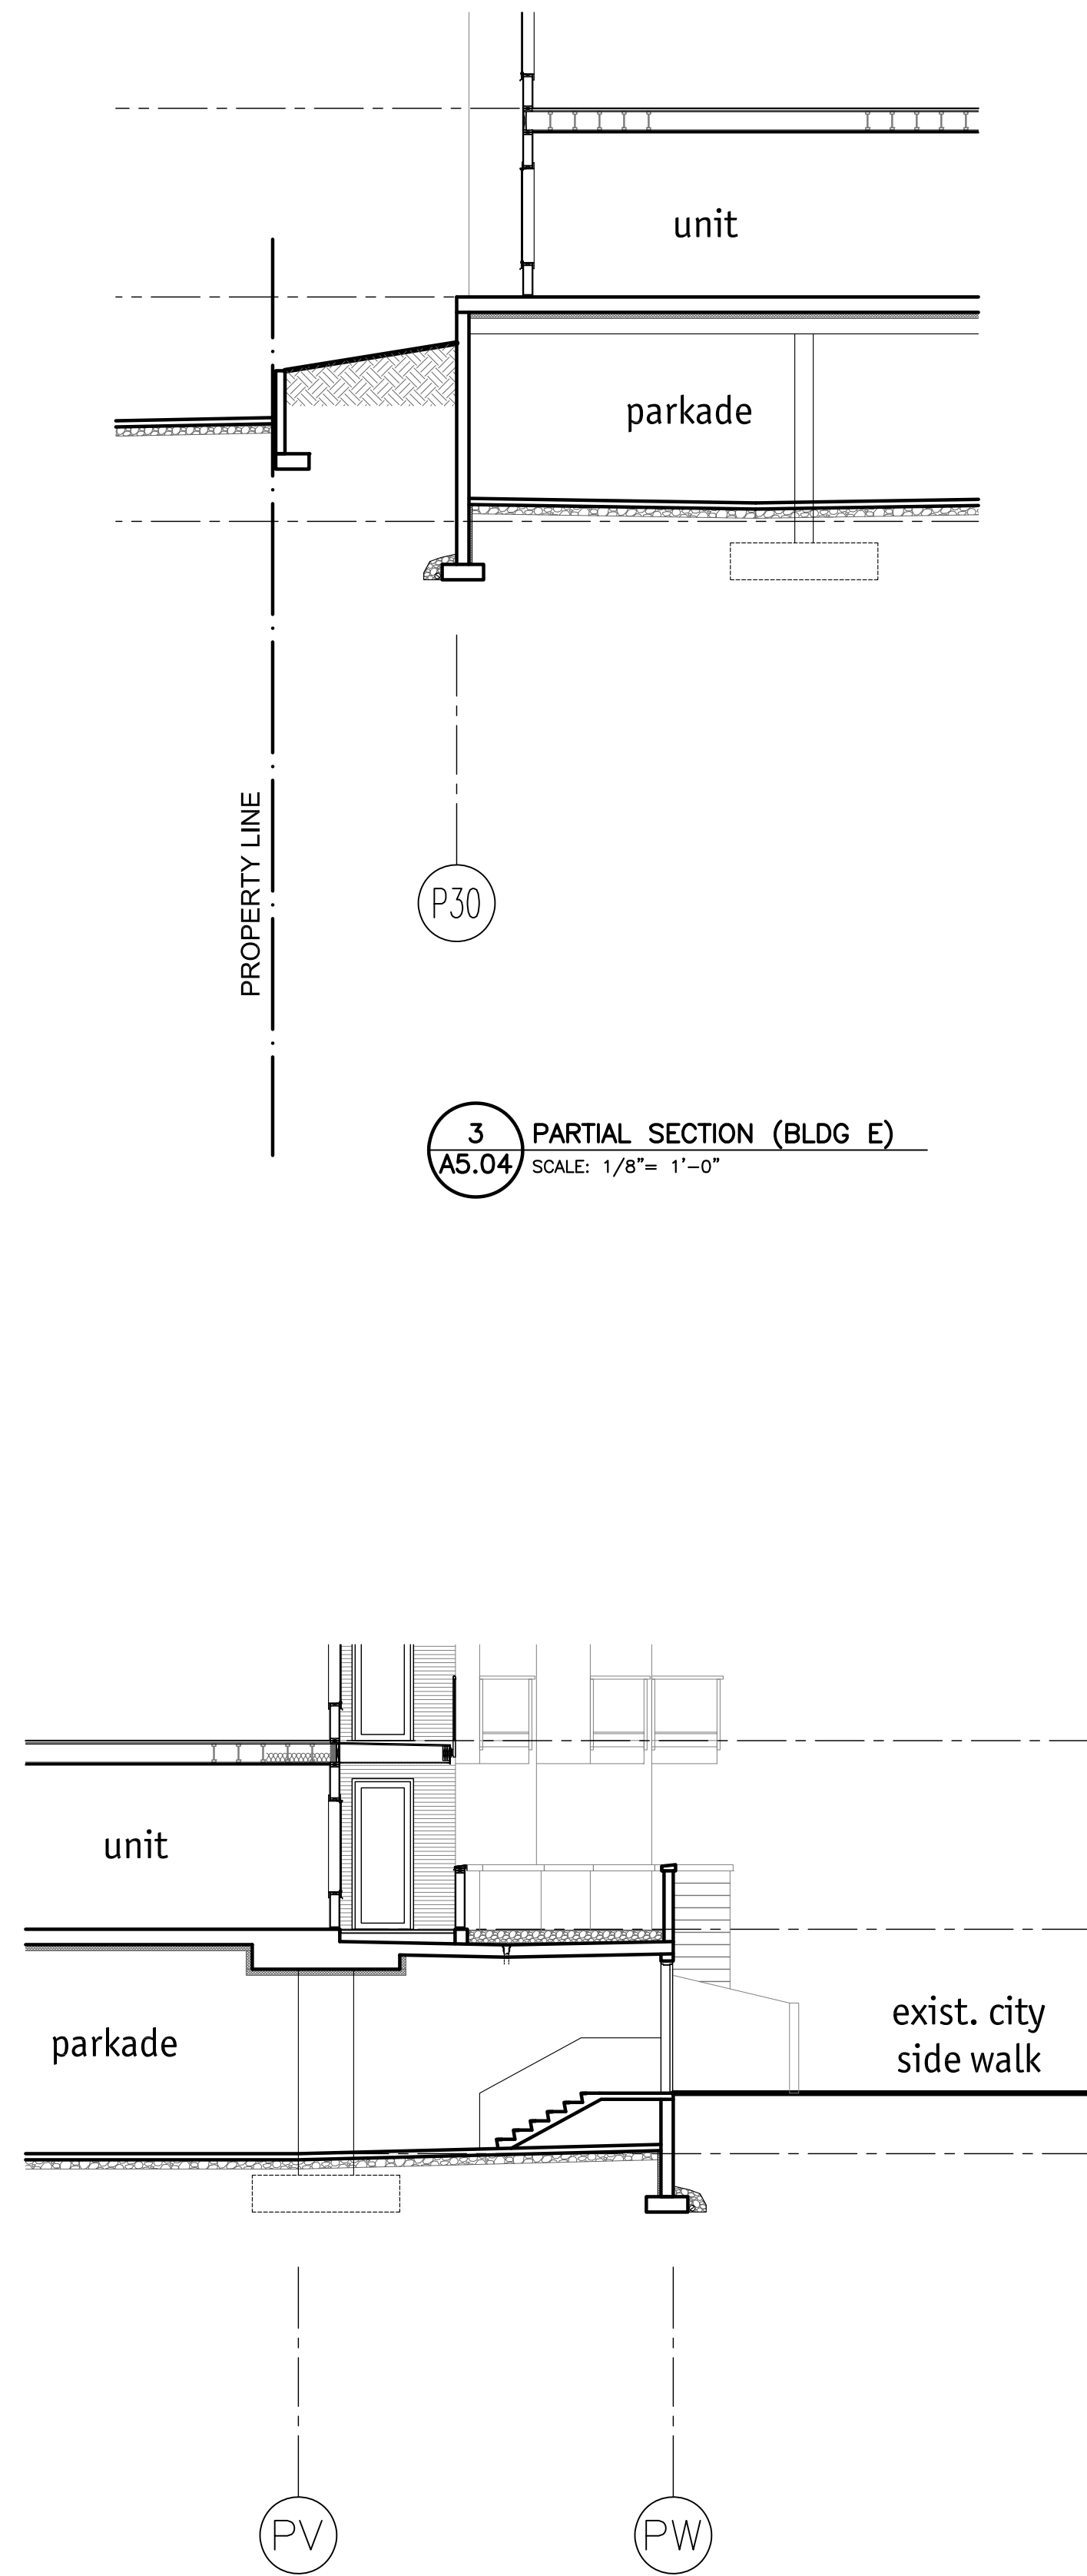 unit
parkade
PROPERTY LINE
P30
3
A5.04
PARTIAL SECTION (BLDG E)
SCALE: 1/8"= 1'-0"
unit
parkade
exist. city
side walk
PV
PW